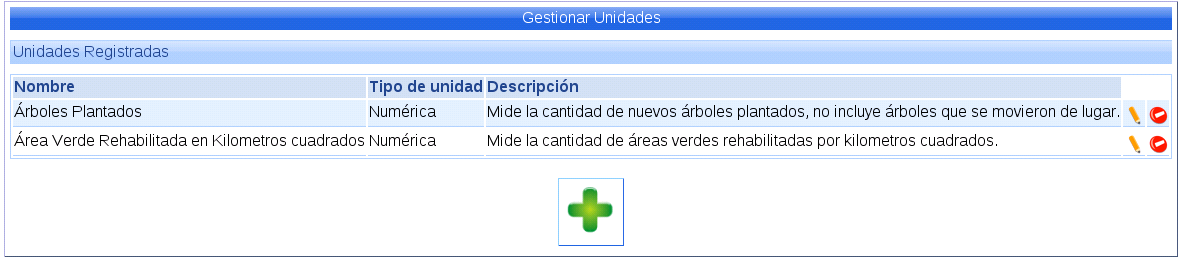 Gestionar Unidades
Unidades Registradas
Nombre Tipo de unidad Descripción
Árboles Plantados Numérica Mide la cantidad de nuevos árboles plantados, no incluye árboles que se movieron de lugar.
Área Verde Rehabilitada en Kilometros cuadrados Numérica Mide la cantidad de áreas verdes rehabilitadas por kilometros cuadrados.